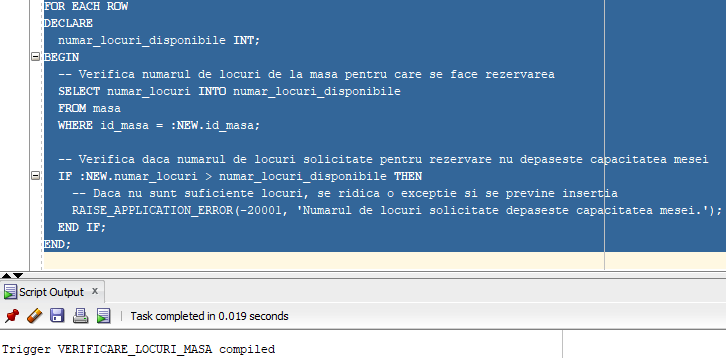 FOR EACH ROW
DECLARE
numar_locuri_disponibile INT;
BEGIN
-- Verifica numarul de locuri de la masa pentru care se face rezervarea
SELECT numar_locuri INTO numar_locuri_disponibile
FROM masa
WHERE id_masa = :NEW.id_masa;
-- Verifica daca numarul de locuri solicitate pentru rezervare nu depaseste capacitatea mesei
IF :NEW.numar_locuri > numar_locuri_disponibile THEN
-- Daca nu sunt suficiente locuri, se ridica o exceptie si se previne insertia
RAISE_APPLICATION_ERROR(-20001, 'Numarul de locuri solicitate depaseste capacitatea mesei.');
END IF;
END;
Script Output x
Task completed in 0.019 seconds
Trigger VERIFICARE_LOCURI_MASA compiled